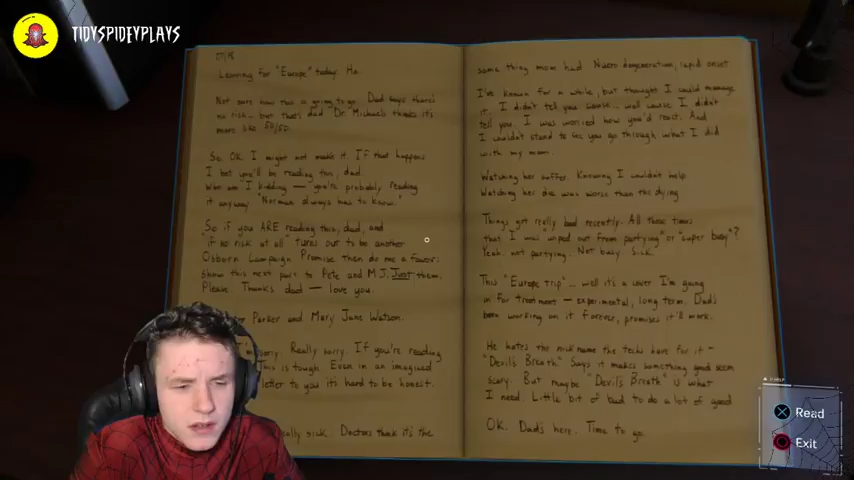 TIDYSPIDEYPLAYS
Leaving for "Europe" today. Ha.
Not sure how this is going to go. Dad says there's
no risk... but that's dad. Dr. Michaels thinks it's
more like 50/50.
So. OK. I might not make it. If that happens
I bet you'll be reading this, dad.
Who am I kidding — you're probably reading
it anyway. "Norman always has to know."
So if you ARE reading this, dad, and
"if no risk at all" turns out to be another
Osborn Campaign Promise then do me a favor:
show this next part to Pete and MJ. Just them.
Please. Thanks dad — love you.
Parker and Mary Jane Watson.
sorry. Really sorry. If you're reading
This is tough. Even in an imagined
letter to you it's hard to be honest.
really sick. Doctors think it's the
same thing mom had. Neuro degeneration, rapid onset
I've known for a while, but thought I could manage
it. I didn't tell you cause... well cause I didn't
tell you. I was worried how you'd react. And
I couldn't stand to see you go through what I did
with my mom.
Watching her suffer. Knowing I couldn't help
Watching her die was worse than the dying
Things got really bad recently. All those times
that I was "wiped out from partying" or "super busy"?
Yeah. not partying. Not busy. Sick.
This "Europe trip"... well it's a cover I'm going
in for treatment — experimental, long term. Dad's
been working on it forever, promises it'll work.
He hates the nickname the techs have for it -
"Devil's Breath" Says it makes something good seem
scary. But maybe "Devil's Breath" is what
I need. Little bit of bad to do a lot of good
OK. Dad's here. Time to go.
Read
Exit